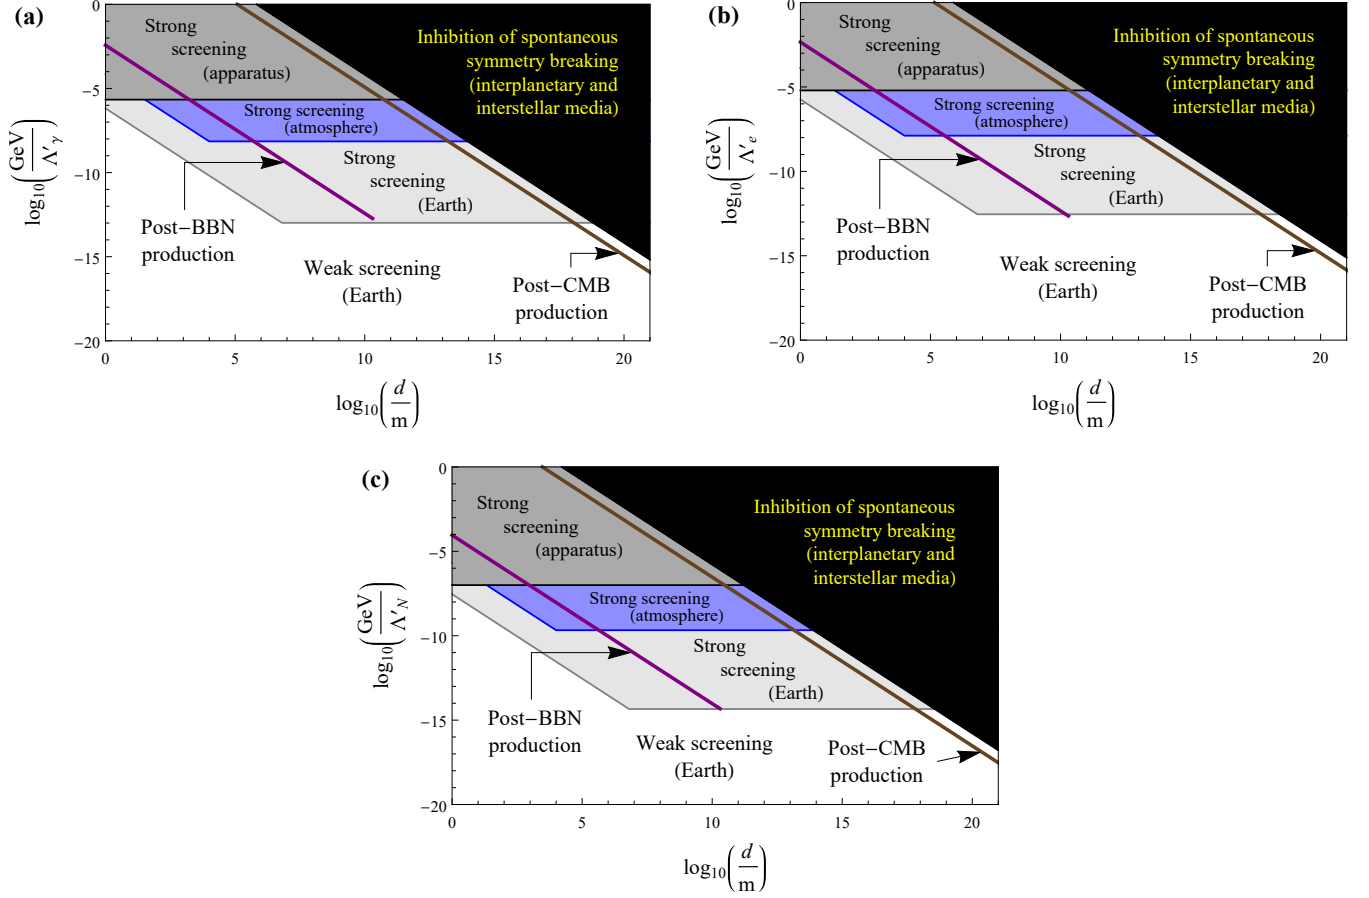 (a)
0
−5
−10
−15
−20
log10(GeV/Λ′γ)
Strong
screening
(apparatus)
Inhibition of spontaneous
symmetry breaking
(interplanetary and
interstellar media)
Strong screening
(atmosphere)
Strong
screening
(Earth)
Post−BBN
production
Weak screening
(Earth)
Post−CMB
production
0 5 10 15 20
log10(d/m)
(b)
0
−5
−10
−15
−20
log10(GeV/Λ′e)
Strong
screening
(apparatus)
Inhibition of spontaneous
symmetry breaking
(interplanetary and
interstellar media)
Strong screening
(atmosphere)
Strong
screening
(Earth)
Post−BBN
production
Weak screening
(Earth)
Post−CMB
production
0 5 10 15 20
log10(d/m)
(c)
0
−5
−10
−15
−20
log10(GeV/Λ′N)
Strong
screening
(apparatus)
Inhibition of spontaneous
symmetry breaking
(interplanetary and
interstellar media)
Strong screening
(atmosphere)
Strong
screening
(Earth)
Post−BBN
production
Weak screening
(Earth)
Post−CMB
production
0 5 10 15 20
log10(d/m)